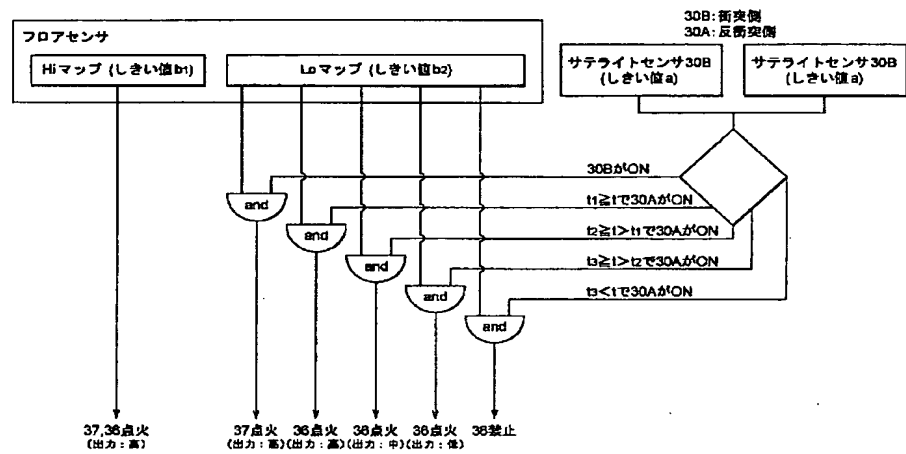 30B: 衝突側
30A: 反衝突側
フロアセンサ
Hiマップ (しきい値b1)
Loマップ (しきい値b2)
サテライトセンサ30B
(しきい値a)
サテライトセンサ30B
(しきい値a)
30BがON
and
t1≧tで30AがON
and
t2≧t>t1で30AがON
and
t3≧t>t2で30AがON
and
t3<tで30AがON
and
37,36点火
(出力：高)
37点火
(出力：高)
36点火
(出力：高)
36点火
(出力：中)
36点火
(出力：低)
36禁止